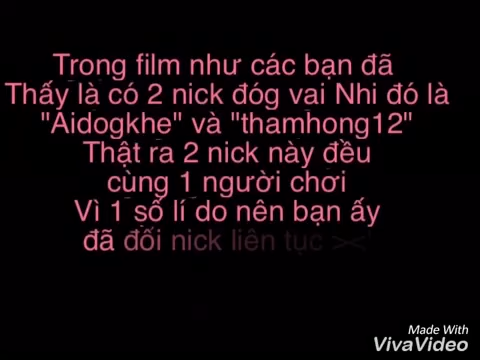 Trong film như các bạn đã
Thấy là có 2 nick đóg vai Nhi đó là
"Aidogkhe" và "thamhong12"
Thật ra 2 nick này đều
cùng 1 người chơi
Vì 1 số lí do nên bạn ấy
đã đổi nick liên tục
Made With
VivaVideo